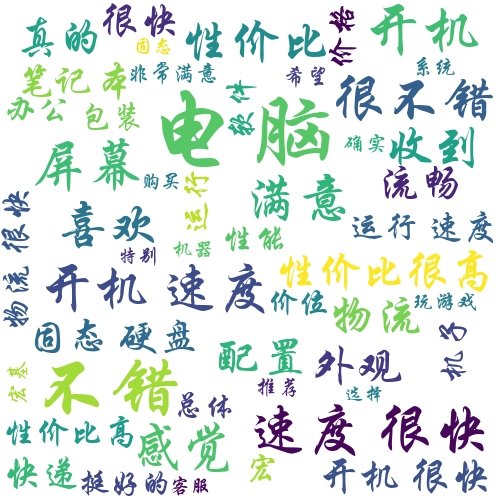 很快
真的
固态
性价比
价格
开机
笔记本
非常满意
希望
系统
办公
包装
软件
很不错
电脑
确实
收到
屏幕
购买
运行
满意
流畅
很快
喜欢
特别
机器
性能
运行 速度
物流 很快
开机 速度
性价比很高
价位
物流
玩游戏
固态 硬盘
配置
外观
机子
宏基
不错
总体
推荐
选择
性价比高
感觉
速度 很快
快递
挺好的
客服
宏
开机 很快